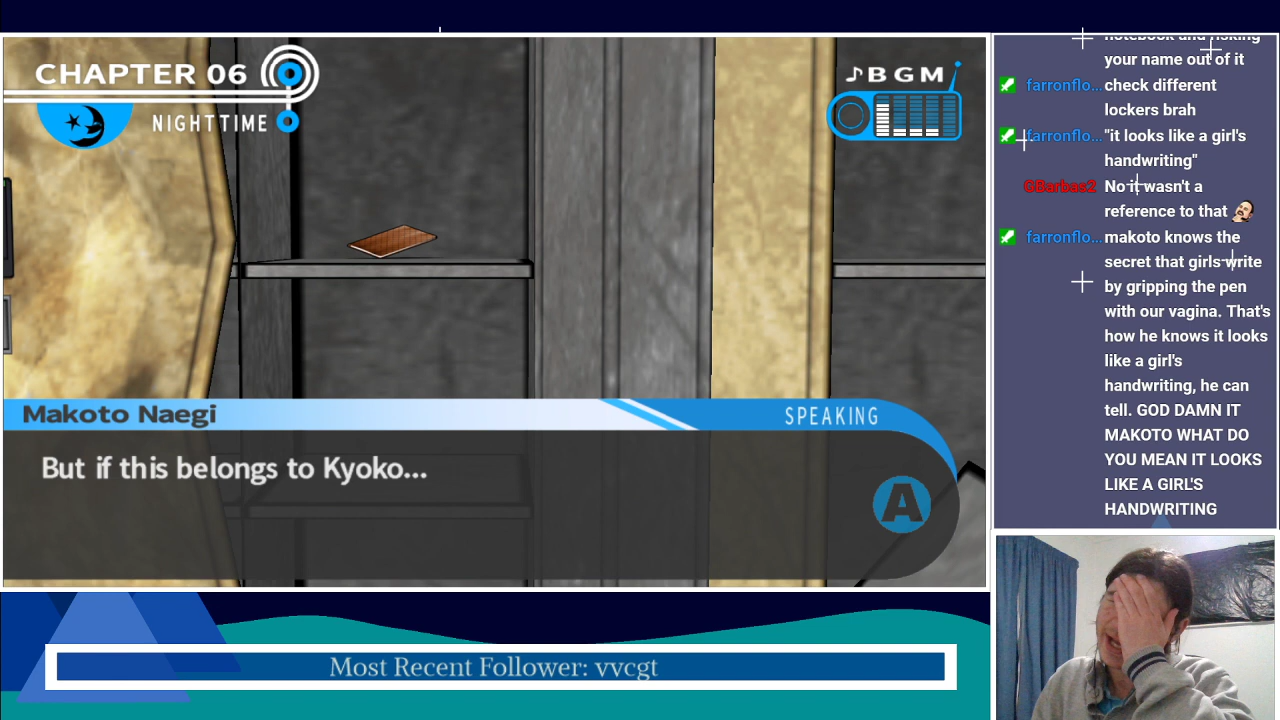 CHAPTER 06
NIGHTTIME
♪BGM
Makoto Naegi
SPEAKING
But if this belongs to Kyoko...
A
notebook and risking
your name out of it
farronflo... check different
lockers brah
farronflo... "it looks like a girl's
handwriting"
GBarbas2 No it wasn't a
reference to that
farronflo... makoto knows the
secret that girls write
by gripping the pen
with our vagina. That's
how he knows it looks
like a girl's
handwriting, he can
tell. GOD DAMN IT
MAKOTO WHAT DO
YOU MEAN IT LOOKS
LIKE A GIRL'S
HANDWRITING
Most Recent Follower: vvcgt